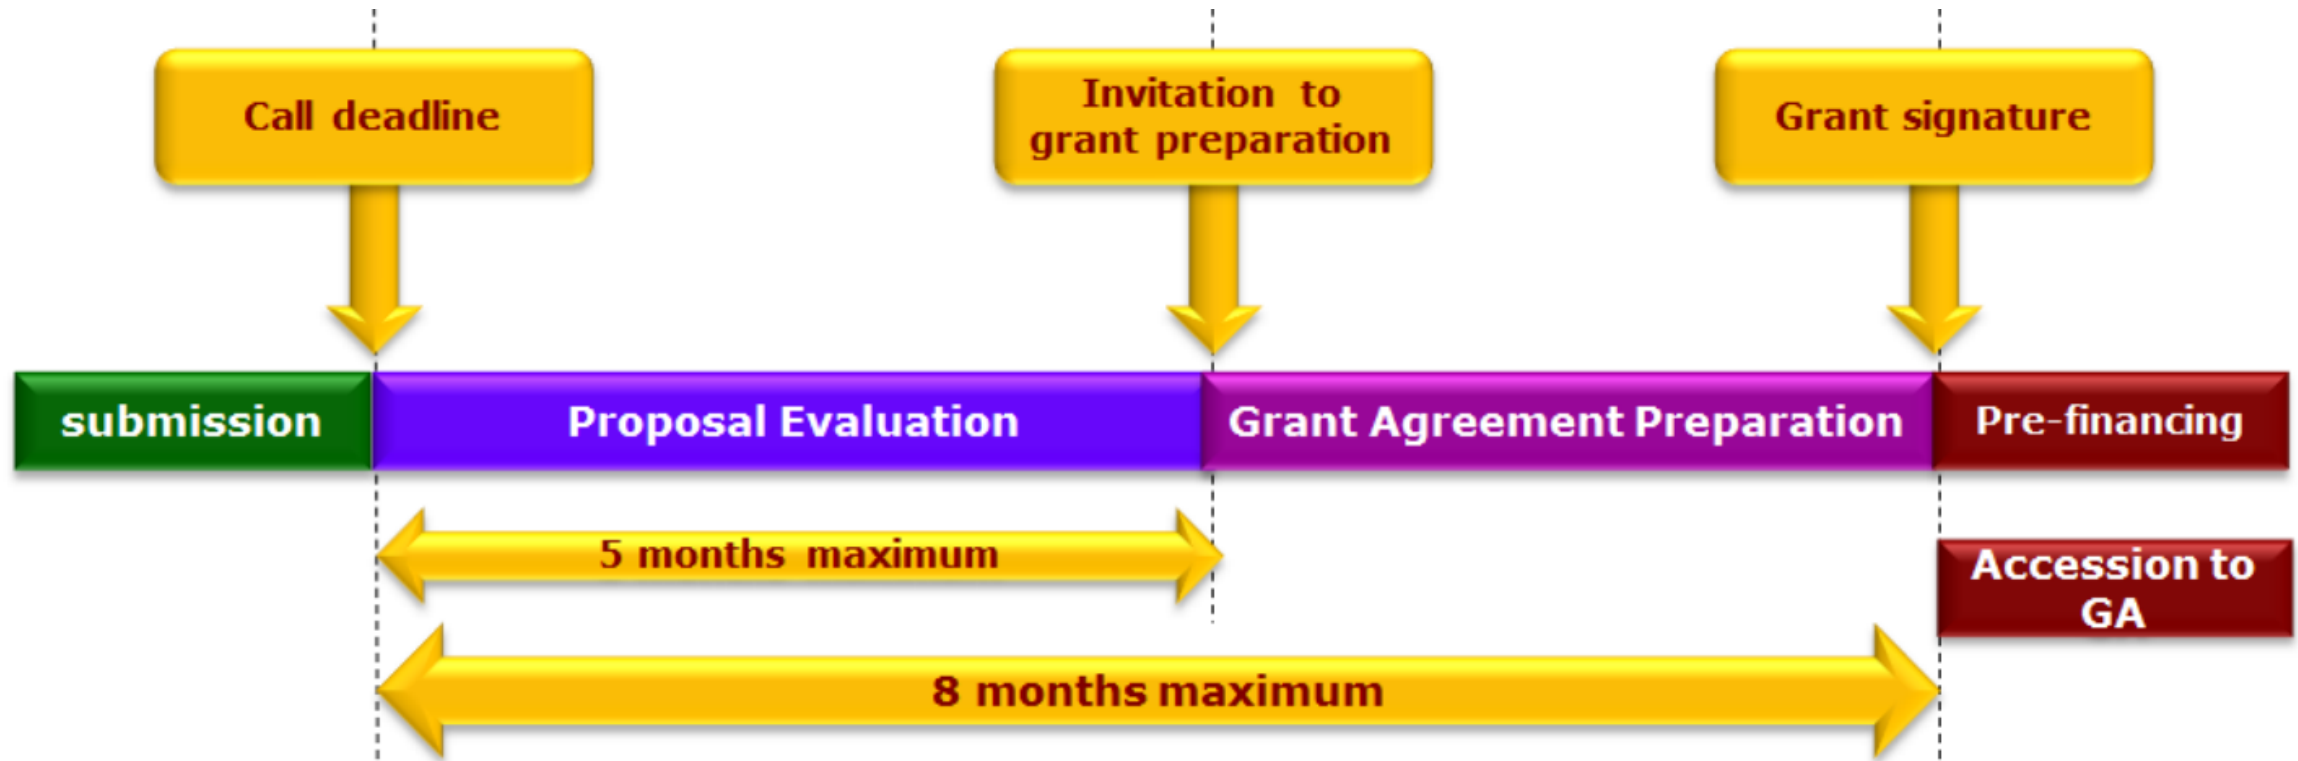 Call deadline
Invitation to
grant preparation
Grant signature
submission
Proposal Evaluation
Grant Agreement Preparation
Pre-financing
5 months maximum
Accession to
GA
8 months maximum